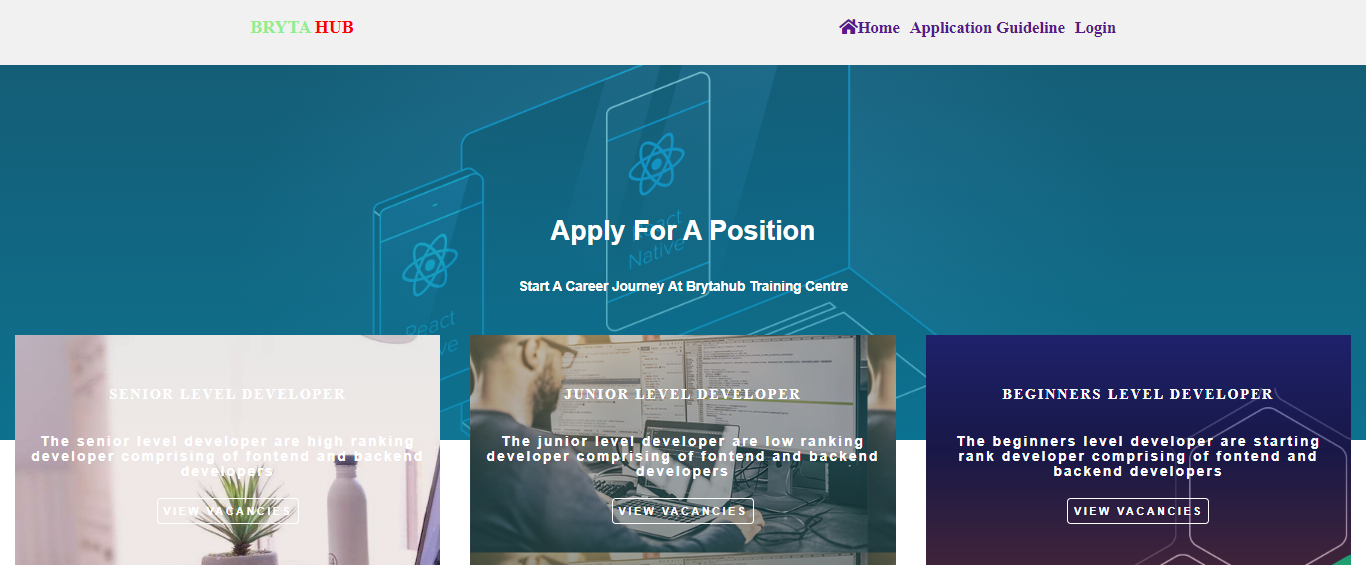 BRYTA HUB
Home Application Guideline Login
React
Native
React
Apply For A Position
Start A Career Journey At Brytahub Training Centre
SENIOR LEVEL DEVELOPER
The senior level developer are high ranking
developer comprising of fontend and backend
developers
VIEW VACANCIES
JUNIOR LEVEL DEVELOPER
The junior level developer are low ranking
developer comprising of fontend and backend
developers
VIEW VACANCIES
BEGINNERS LEVEL DEVELOPER
The beginners level developer are starting
rank developer comprising of fontend and
backend developers
VIEW VACANCIES